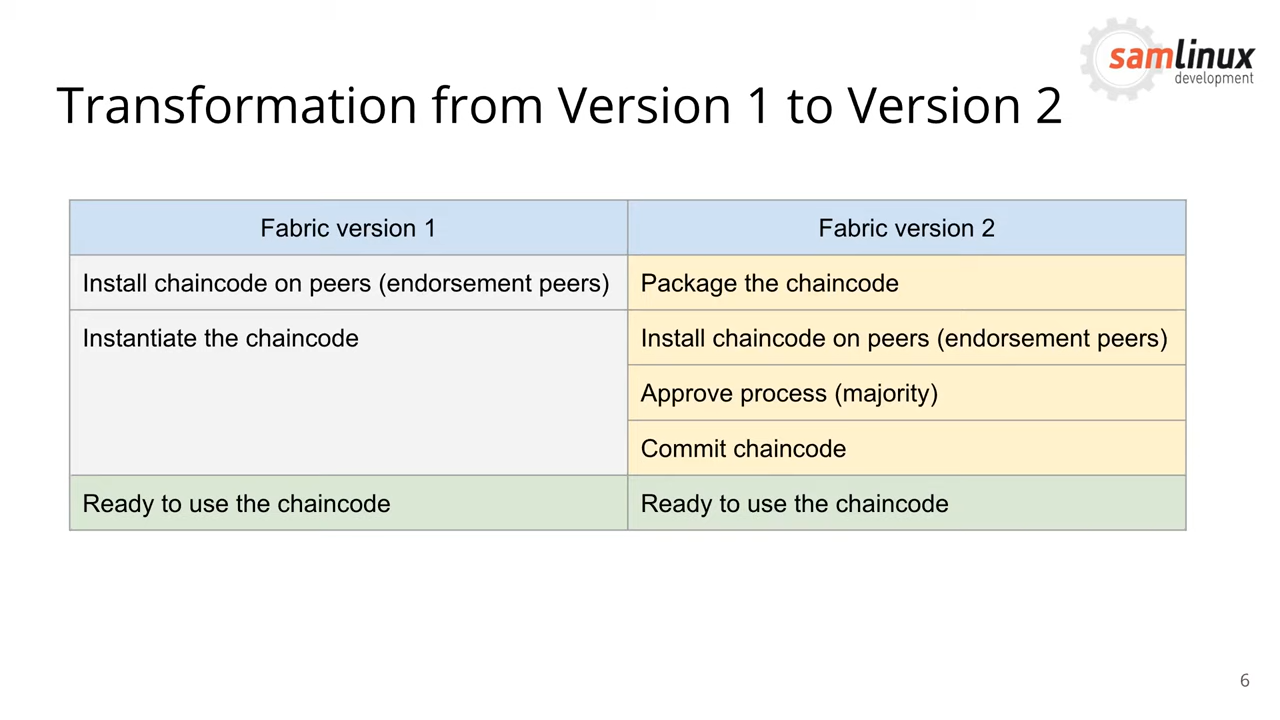 samlinux
development
Transformation from Version 1 to Version 2
Fabric version 1
Fabric version 2
Install chaincode on peers (endorsement peers)
Package the chaincode
Instantiate the chaincode
Install chaincode on peers (endorsement peers)
Approve process (majority)
Commit chaincode
Ready to use the chaincode
Ready to use the chaincode
6